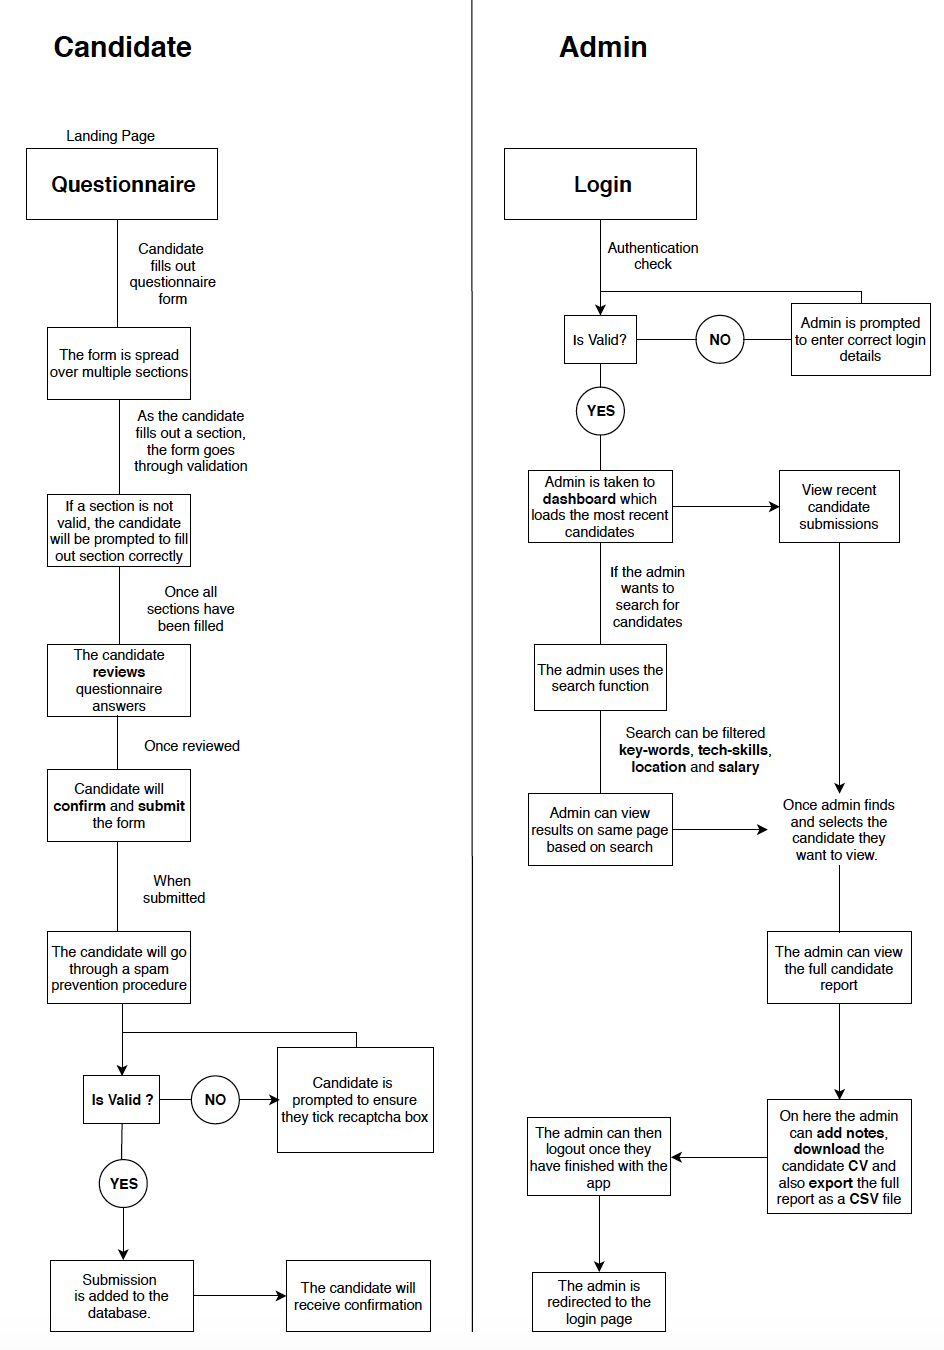 Candidate
Landing Page
Questionnaire
Candidate
fills out
questionnaire
form
The form is spread
over multiple sections
As the candidate
fills out a section,
the form goes
through validation
If a section is not
valid, the candidate
will be prompted to fill
out section correctly
Once all
sections have
been filled
The candidate
reviews
questionnaire
answers
Once reviewed
Candidate will
confirm and submit
the form
When
submitted
The candidate will go
through a spam
prevention procedure
Is Valid ?
NO
Candidate is
prompted to ensure
they tick recaptcha box
YES
Submission
is added to the
database.
The candidate will
receive confirmation
Admin
Login
Authentication
check
Is Valid?
NO
Admin is prompted
to enter correct login
details
YES
Admin is taken to
dashboard which
loads the most recent
candidates
View recent
candidate
submissions
If the admin
wants to
search for
candidates
The admin uses the
search function
Search can be filtered
key-words, tech-skills,
location and salary
Admin can view
results on same page
based on search
Once admin finds
and selects the
candidate they
want to view.
The admin can view
the full candidate
report
On here the admin
can add notes,
download the
candidate CV and
also export the full
report as a CSV file
The admin can then
logout once they
have finished with the
app
The admin is
redirected to the
login page